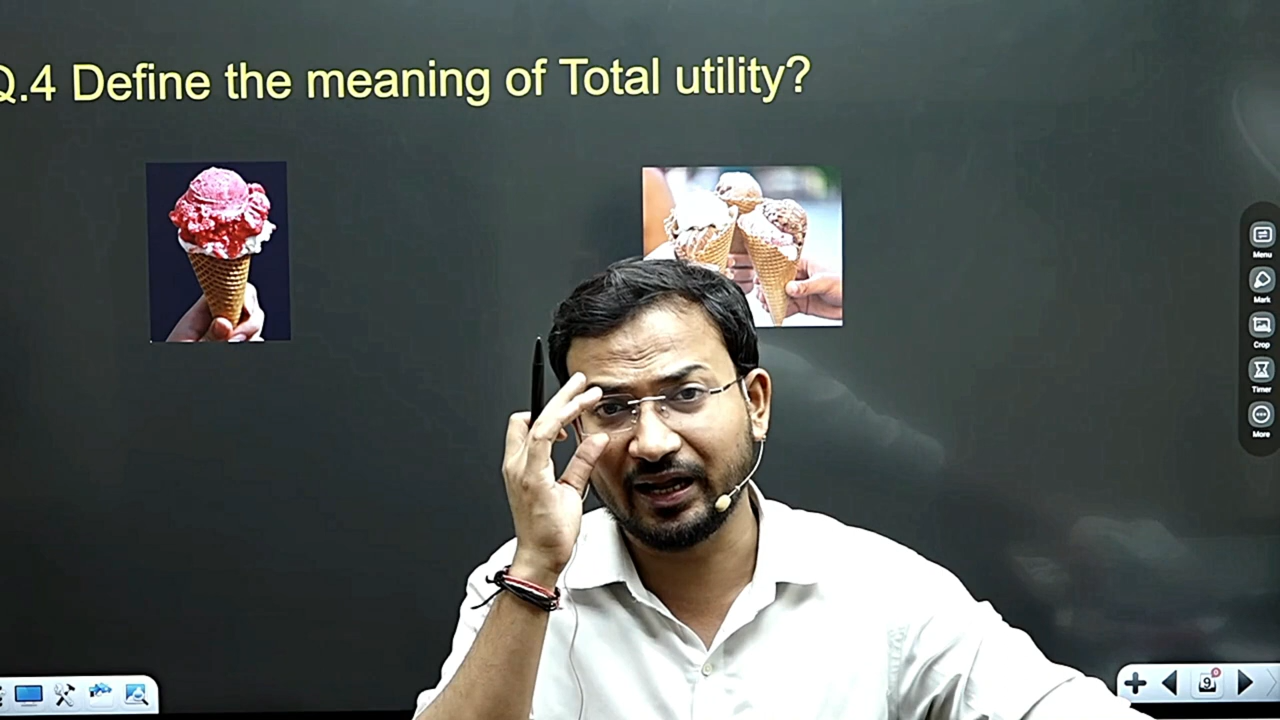 Q.4 Define the meaning of Total utility?
Menu
Mark
Crop
Timer
More
9